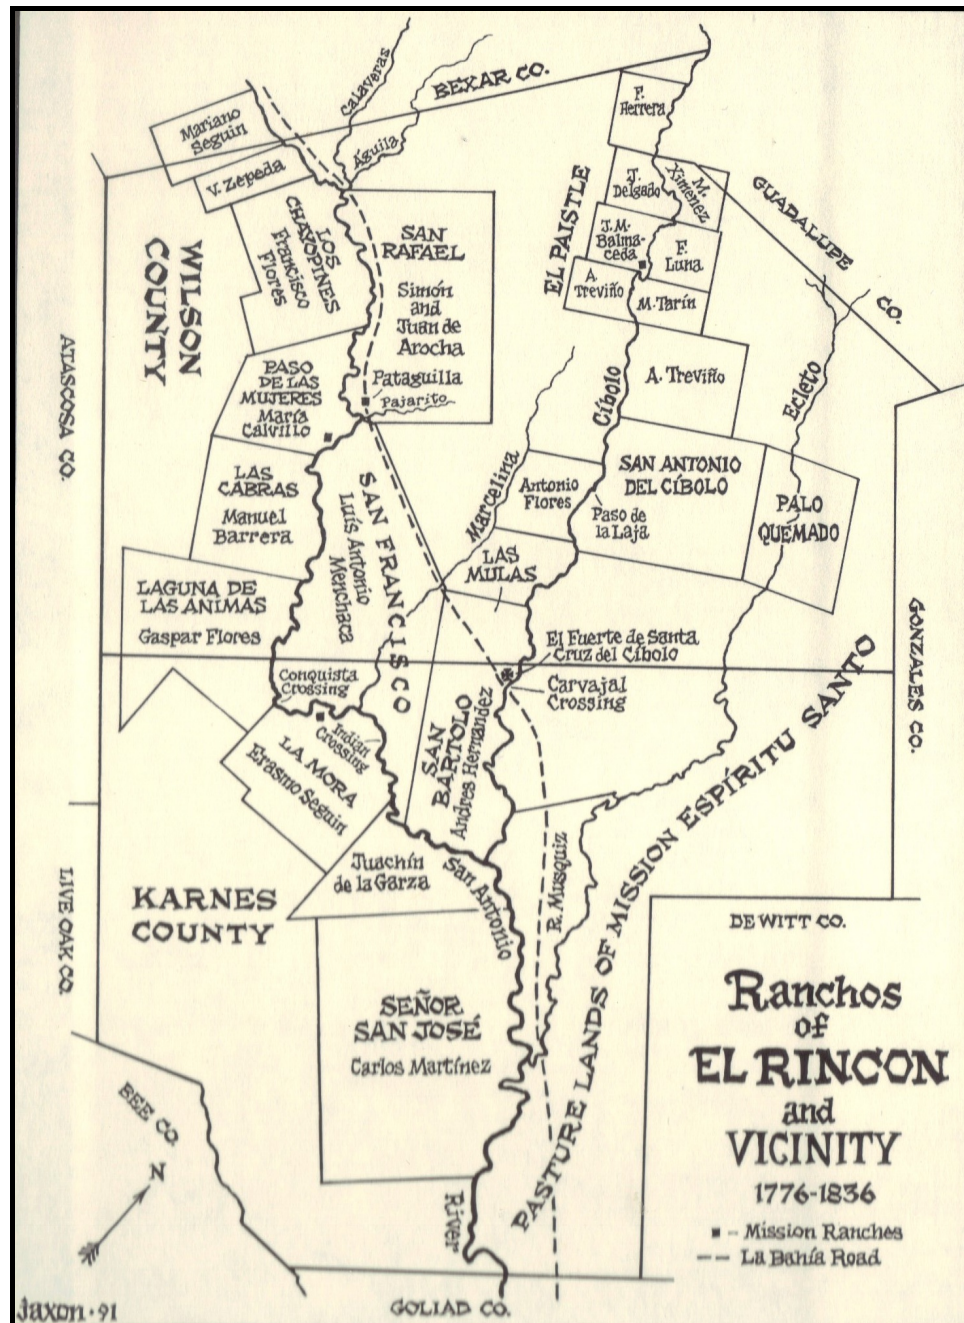 Calaveras
BEXAR CO.
Águila
Mariano
Seguin
V. Zepeda
LOS
CHAYOPINES
Francisco
Flores
WILSON
COUNTY
ATASCOSA CO.
SAN
RAFAEL
Simón
and
Juan de
Arocha
Pataguilla
Pajarito
PASO
DE LAS
MUJERES
María
Calvillo
LAS
CABRAS
Manuel
Barrera
LAGUNA DE
LAS ANIMAS
Gaspar Flores
SAN FRANCISCO
Luís Antonio
Menchaca
EL PAISTLE
F.
Herrera
J.
Delgado
M.
Ximenez
J.M.
Balma-
ceda
F.
Luna
A.
Treviño
M. Tarín
GUADALUPE
CO.
A. Treviño
Cíbolo
Ecleto
Marcelina
Antonio
Flores
SAN ANTONIO
DEL CÍBOLO
Paso de
la Laja
PALO
QUEMADO
LAS
MULAS
El Fuerte de Santa
Cruz del Cíbolo
Carvajal
Crossing
GONZALES CO.
Conquista
Crossing
Indian
Crossing
LA MORA
Erasmo Seguin
SAN
BARTOLO
Andres Hernandez
Juachín
de la Garza
San Antonio
R. Musquiz
PASTURE LANDS OF MISSION ESPÍRITU SANTO
LIVE OAK CO.
KARNES
COUNTY
SEÑOR
SAN JOSÉ
Carlos Martínez
River
BEE CO.
N
DE WITT CO.
Ranchos
of
EL RINCON
and
VICINITY
1776-1836
- Mission Ranches
La Bahía Road
GOLIAD CO.
Jaxon·91